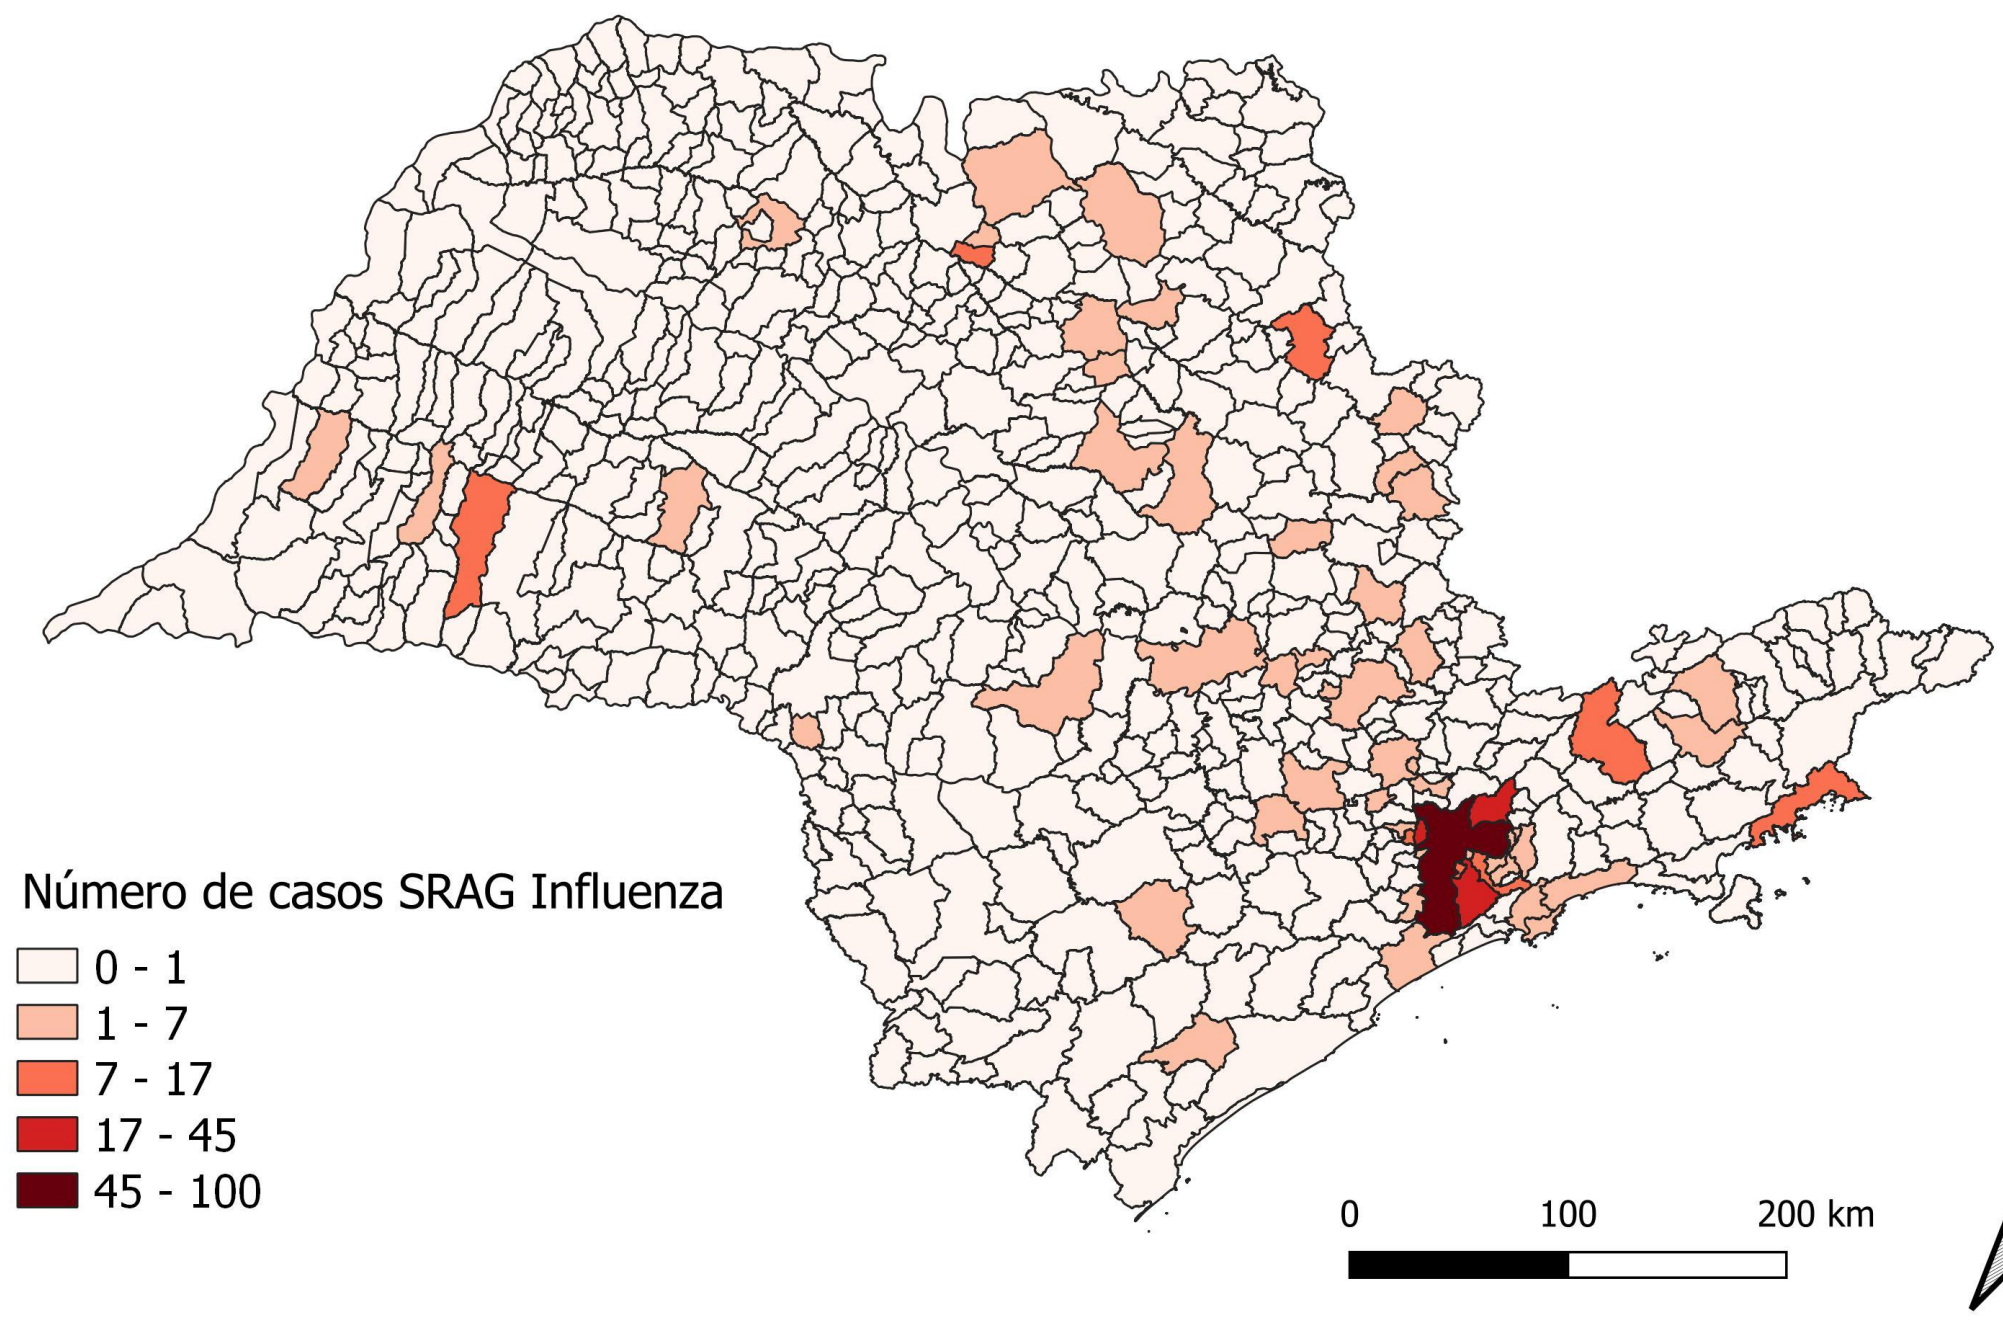 Número de casos SRAG Influenza
0 - 1
1 - 7
7 - 17
17 - 45
45 - 100
0 100 200 km